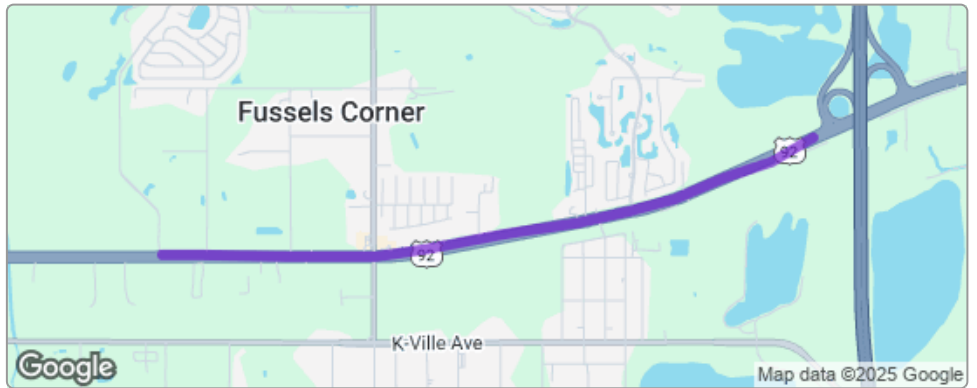 Fussels Corner
92
92
K-Ville Ave
Google
Map data ©2025 Google